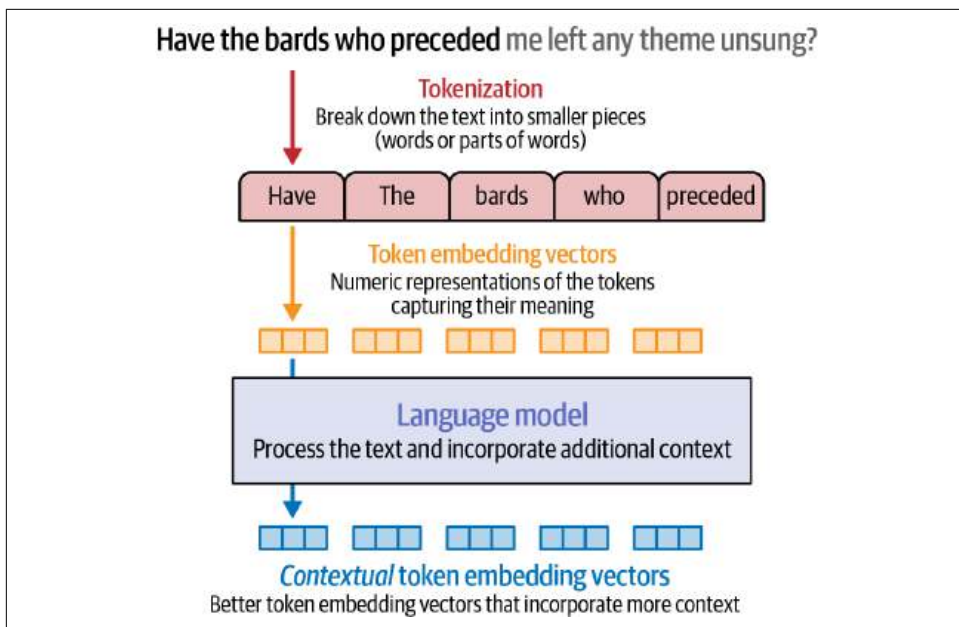 Have the bards who preceded me left any theme unsung?
Tokenization
Break down the text into smaller pieces
(words or parts of words)
Have The bards who preceded
Token embedding vectors
Numeric representations of the tokens
capturing their meaning
Language model
Process the text and incorporate additional context
Contextual token embedding vectors
Better token embedding vectors that incorporate more context